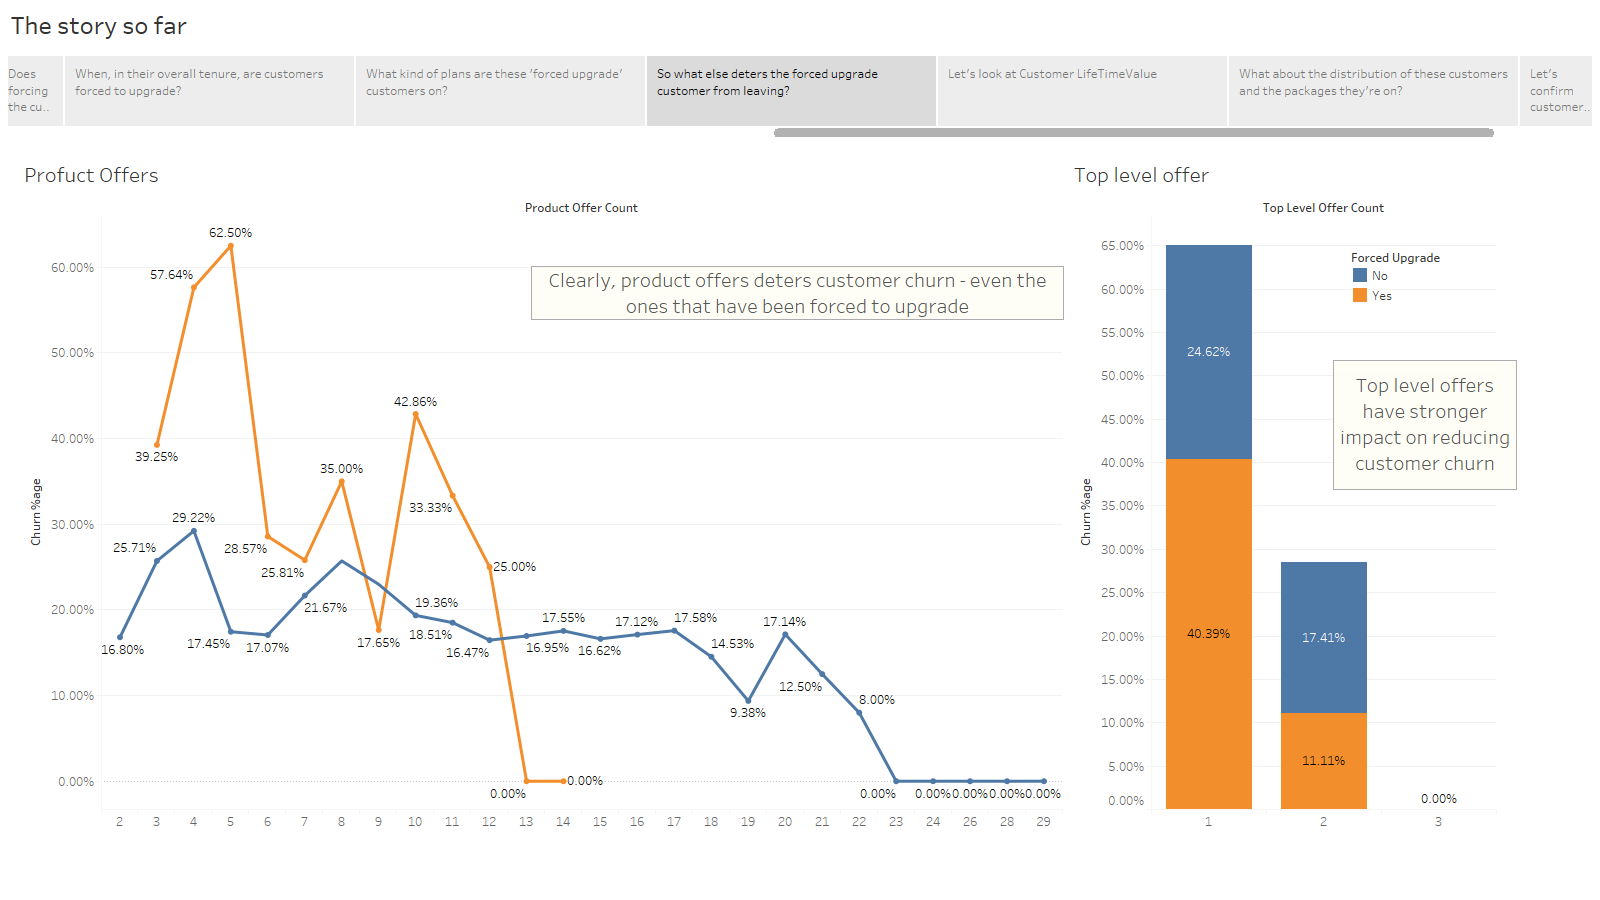 The story so far
Does
forcing
the cu..
When, in their overall tenure, are customers
forced to upgrade?
What kind of plans are these 'forced upgrade'
customers on?
So what else deters the forced upgrade
customer from leaving?
Let's look at Customer LifeTimeValue
What about the distribution of these customers
and the packages they're on?
Let's
confirm
customer..
Profuct Offers
Product Offer Count
Churn %age
60.00%
50.00%
40.00%
30.00%
20.00%
10.00%
0.00%
62.50%
57.64%
39.25%
29.22%
25.71%
16.80%
17.45%
28.57%
17.07%
25.81%
21.67%
35.00%
17.65%
42.86%
33.33%
19.36%
18.51%
16.47%
25.00%
0.00%
16.95%
17.55%
0.00%
16.62%
17.12%
17.58%
14.53%
9.38%
17.14%
12.50%
8.00%
0.00%
0.00%
0.00%
0.00%
0.00%
Clearly, product offers deters customer churn - even the
ones that have been forced to upgrade
2 3 4 5 6 7 8 9 10 11 12 13 14 15 16 17 18 19 20 21 22 23 24 26 28 29
Top level offer
Top Level Offer Count
Churn %age
65.00%
60.00%
55.00%
50.00%
45.00%
40.00%
35.00%
30.00%
25.00%
20.00%
15.00%
10.00%
5.00%
0.00%
24.62%
40.39%
17.41%
11.11%
0.00%
Forced Upgrade
No
Yes
Top level offers
have stronger
impact on reducing
customer churn
1 2 3